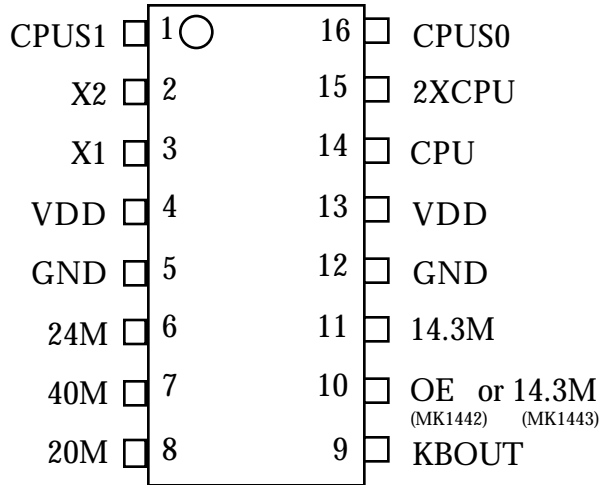 CPUS1 1 16 CPUS0
X2 2 15 2XCPU
X1 3 14 CPU
VDD 4 13 VDD
GND 5 12 GND
24M 6 11 14.3M
40M 7 10 OE or 14.3M
(MK1442) (MK1443)
20M 8 9 KBOUT